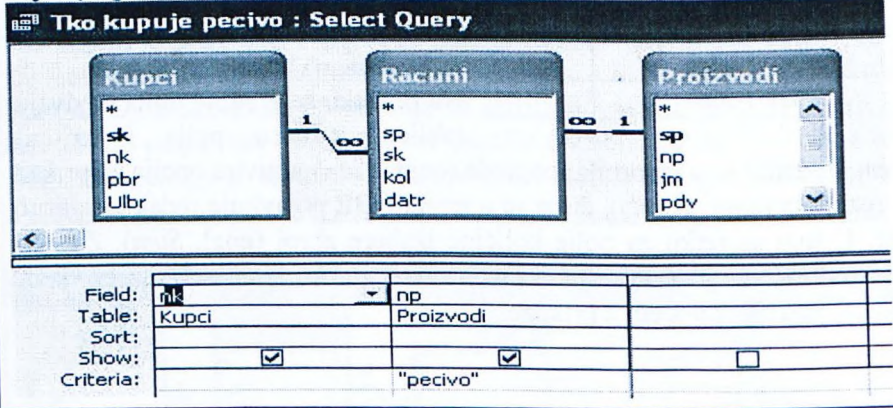 Tko kupuje pecivo : Select Query
Kupci
*
sk
nk
pbr
Ulbr
1
∞
Racuni
*
sp
sk
kol
datr
∞
1
Proizvodi
*
sp
np
jm
pdv
Field: nk np
Table: Kupci Proizvodi
Sort:
Show:
Criteria: "pecivo"